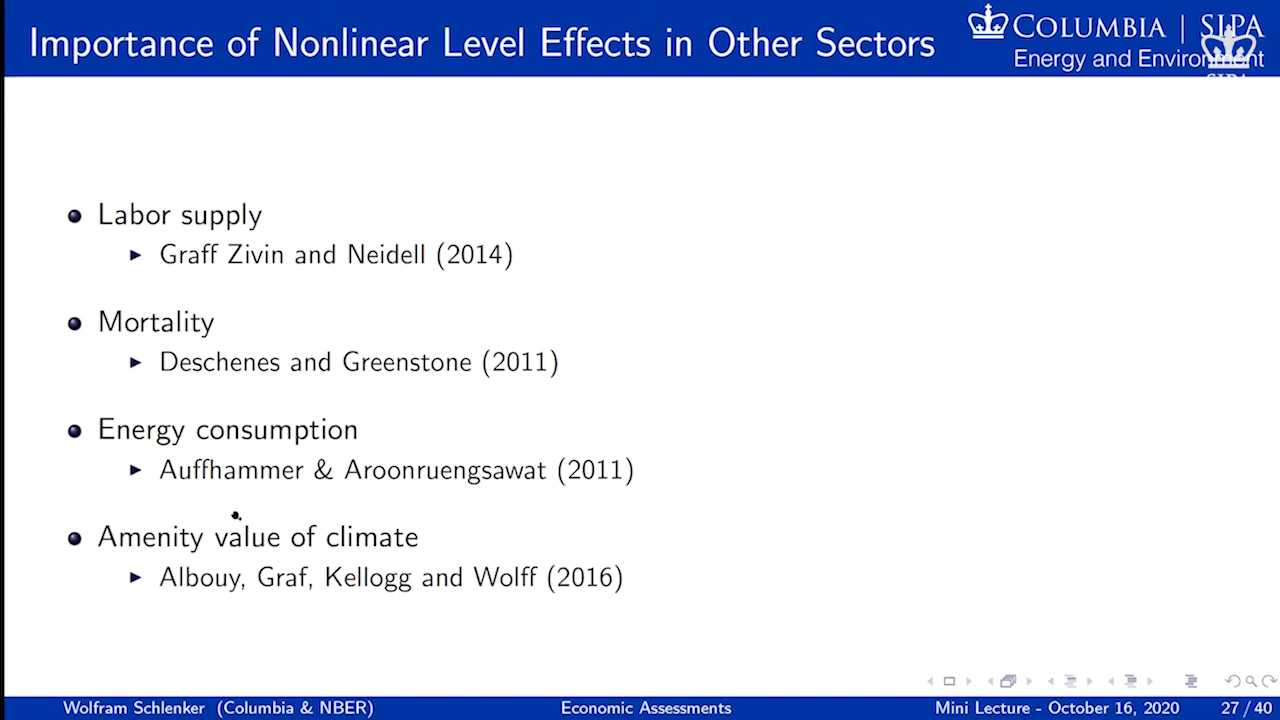 Importance of Nonlinear Level Effects in Other Sectors
COLUMBIA | SIPA
Energy and Environment
SIPA
Labor supply
Graff Zivin and Neidell (2014)
Mortality
Deschenes and Greenstone (2011)
Energy consumption
Auffhammer & Aroonruengsawat (2011)
Amenity value of climate
Albouy, Graf, Kellogg and Wolff (2016)
Wolfram Schlenker (Columbia & NBER) Economic Assessments Mini Lecture - October 16, 2020 27 / 40